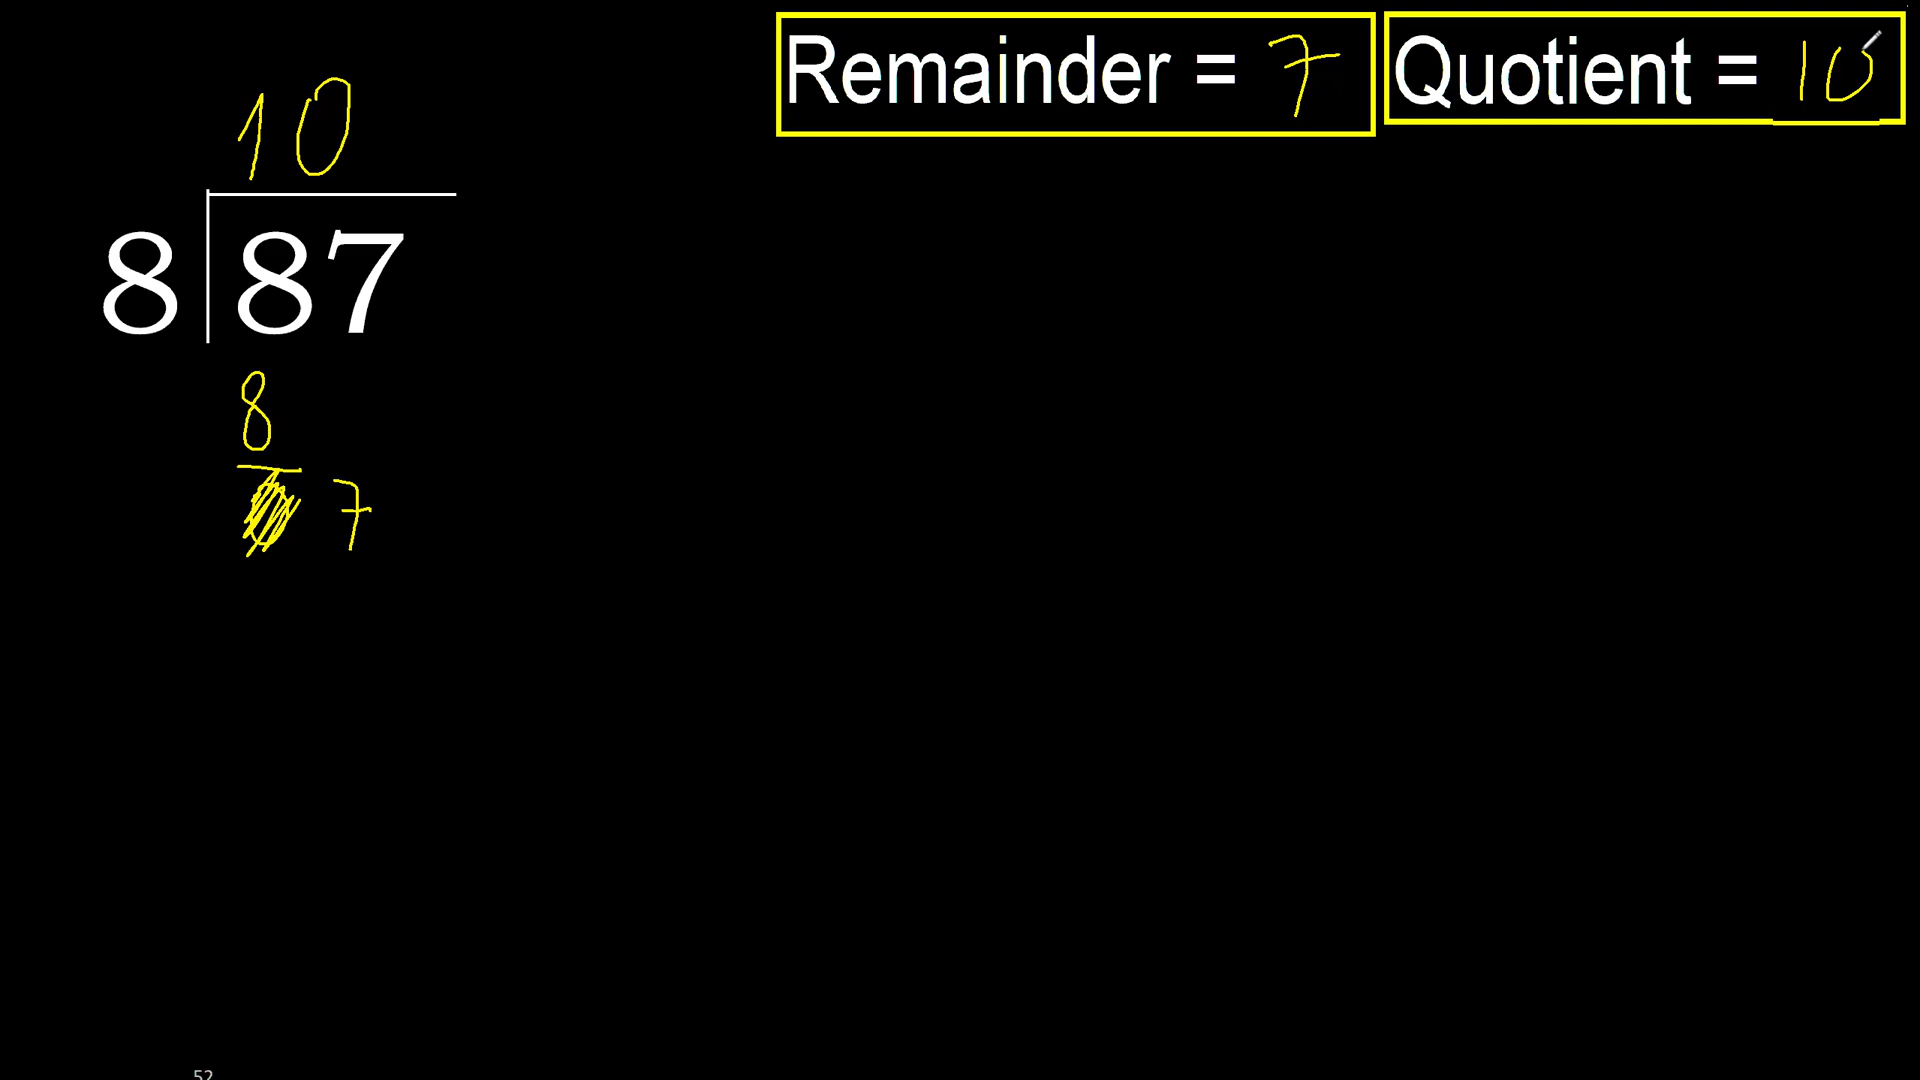 Remainder = 7
Quotient = 10
10
8 87
8
7
52